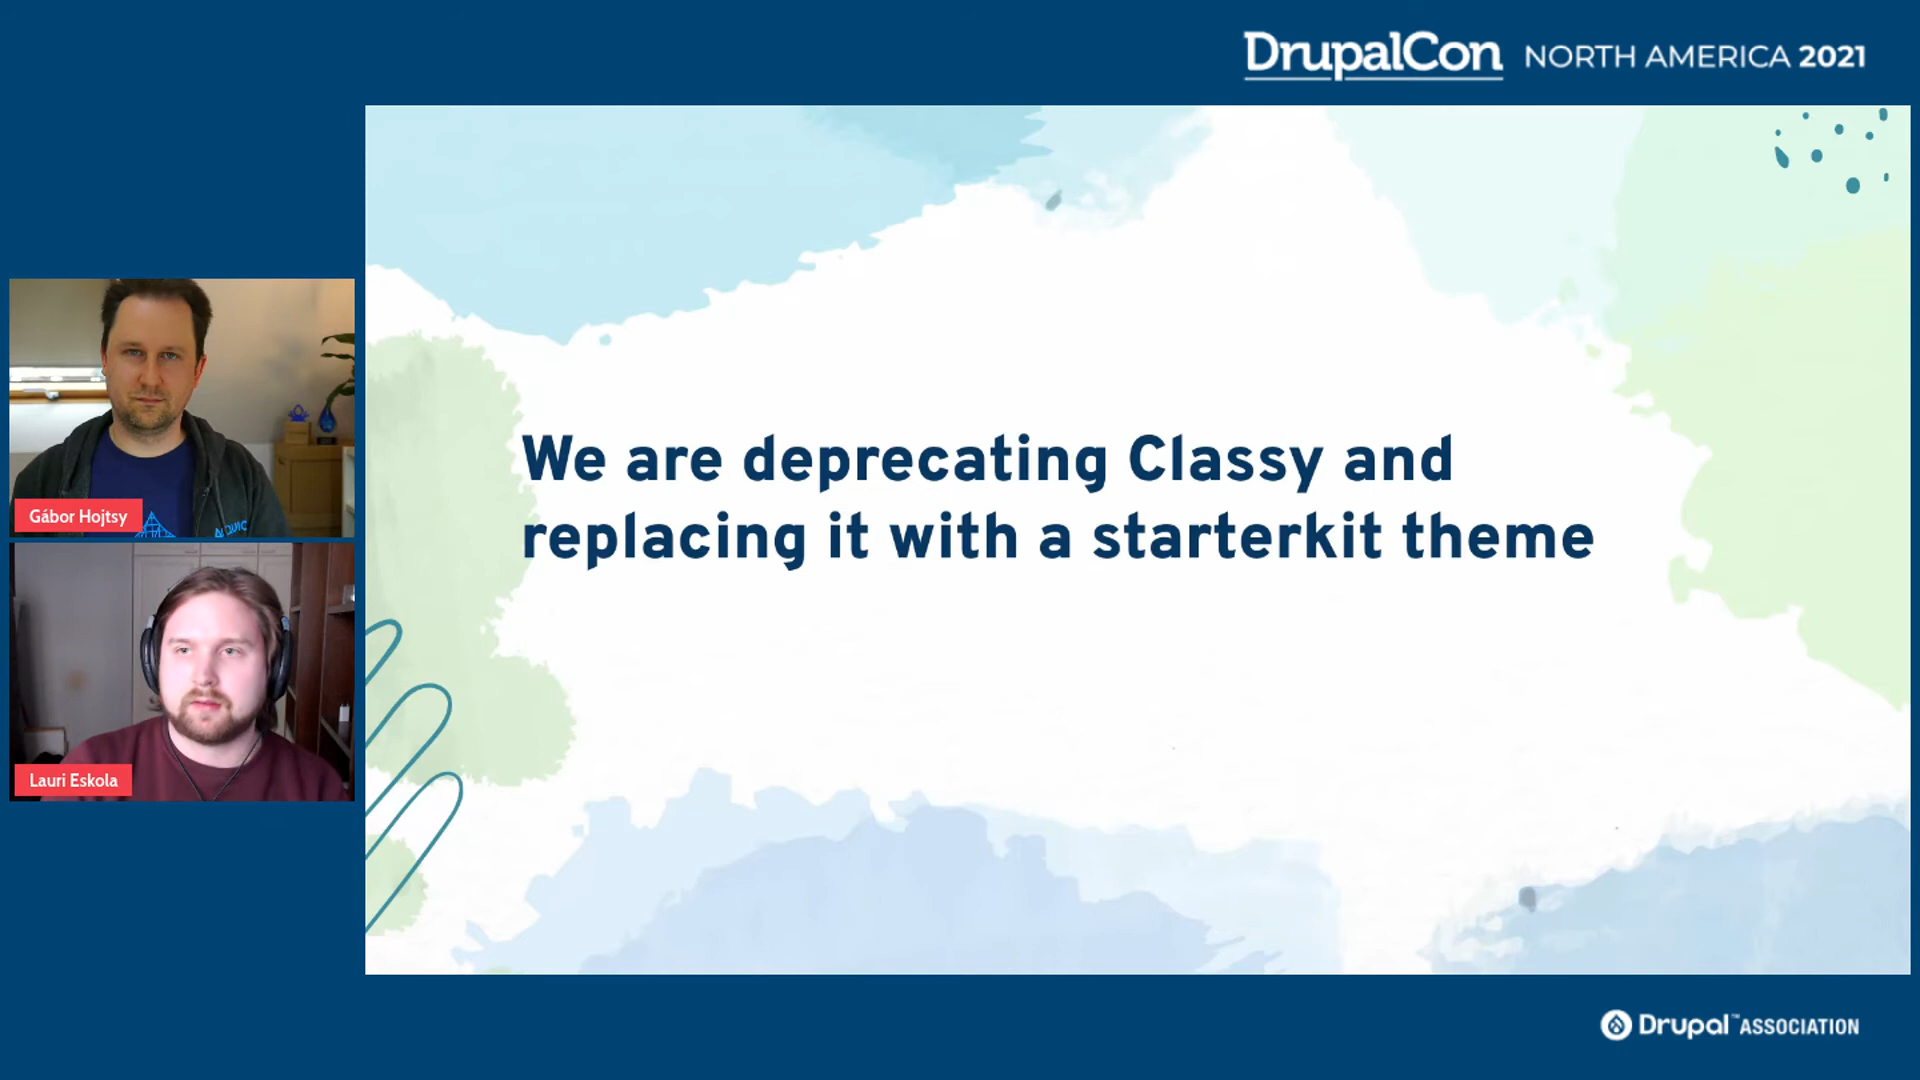 DrupalCon NORTH AMERICA 2021
We are deprecating Classy and
replacing it with a starterkit theme
Gábor Hojtsy
Lauri Eskola
Drupal™ ASSOCIATION